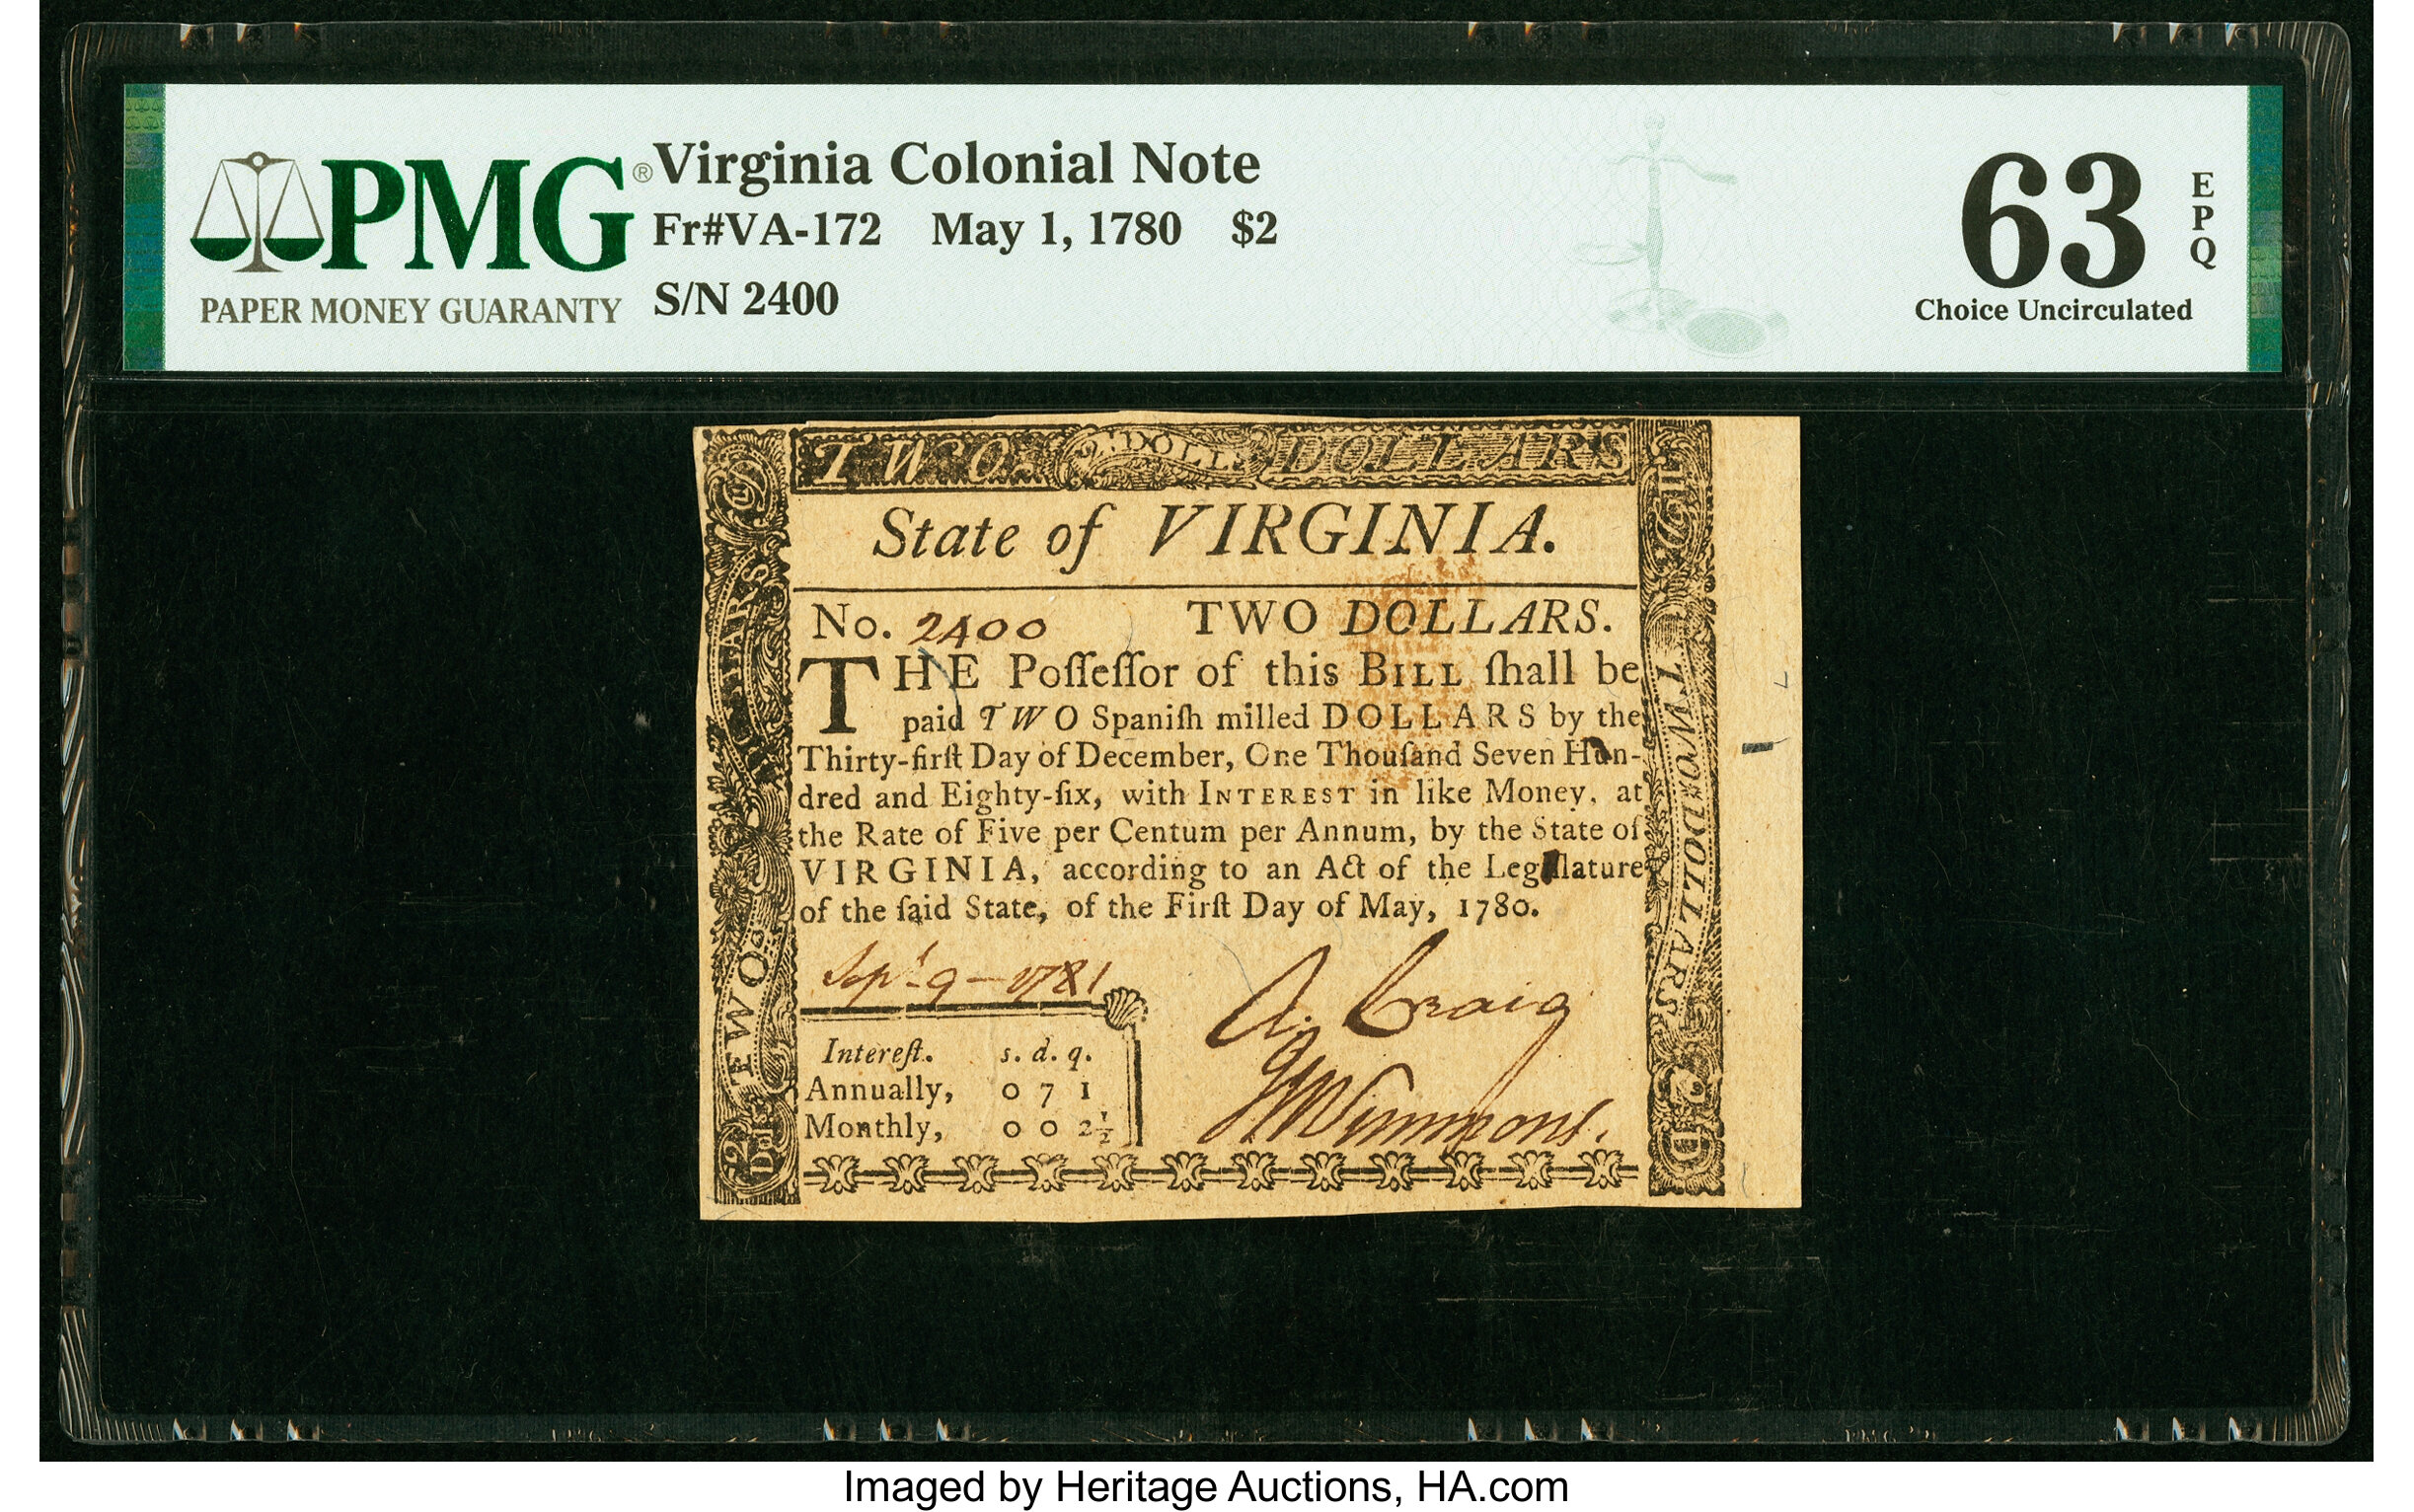 PMG®
PAPER MONEY GUARANTY
Virginia Colonial Note
Fr#VA-172 May 1, 1780 $2
S/N 2400
63
EPQ
Choice Uncirculated
TWO 2. DOLL. DOLLARS
State of VIRGINIA.
No. 2400 TWO DOLLARS.
THE Poſſeſſor of this BILL ſhall be
paid TWO Spaniſh milled DOLLARS by the
Thirty-firſt Day of December, One Thouſand Seven Hun-
dred and Eighty-ſix, with INTEREST in like Money, at
the Rate of Five per Centum per Annum, by the State of
VIRGINIA, according to an Act of the Legiſlature
of the ſaid State, of the Firſt Day of May, 1780.
Sept. 9 — 1781
A. Craig
Intereſt. s. d. q.
Annually, 0 7 1
Monthly, 0 0 2½
TWO DOLLARS
TWO DOLLARS
Imaged by Heritage Auctions, HA.com